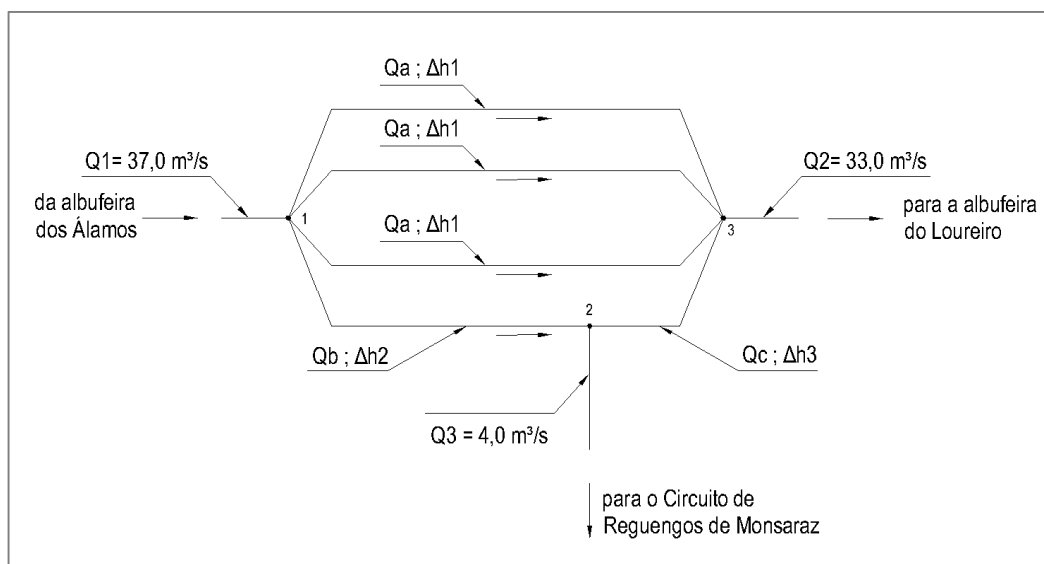 Qa ; Δh1
Qa ; Δh1
Q1= 37,0 m³/s
Q2= 33,0 m³/s
da albufeira
dos Álamos
1
3
para a albufeira
do Loureiro
Qa ; Δh1
2
Qb ; Δh2
Qc ; Δh3
Q3 = 4,0 m³/s
para o Circuito de
Reguengos de Monsaraz